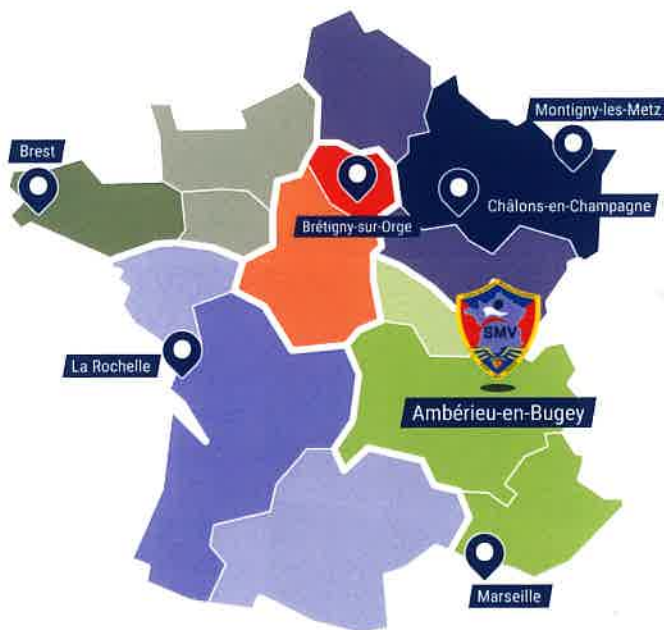 Montigny-les-Metz
Brest
Châlons-en-Champagne
Brétigny-sur-Orge
SMV
La Rochelle
Ambérieu-en-Bugey
Marseille